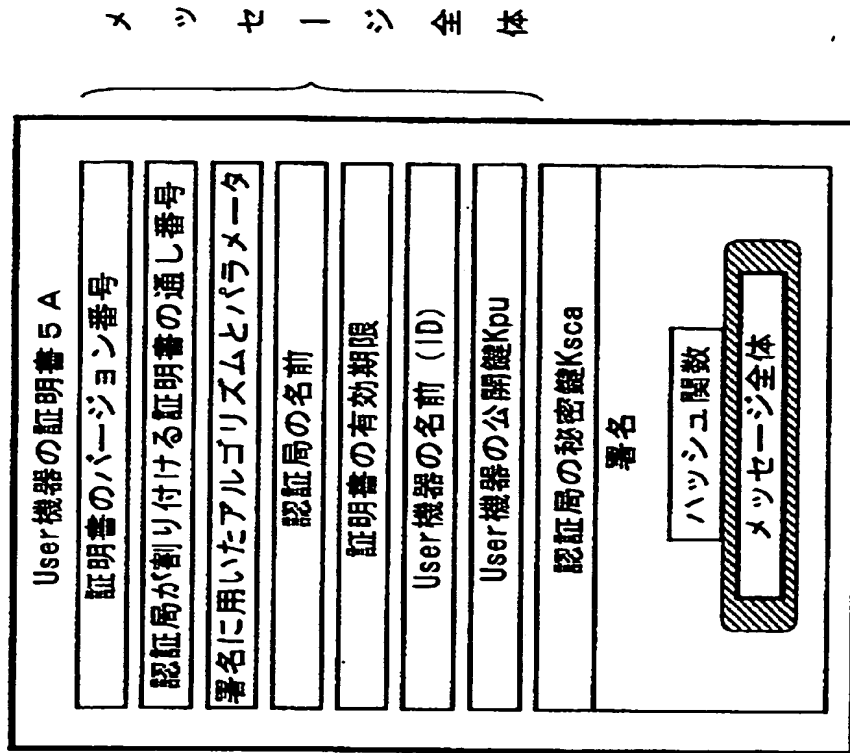 User機器の証明書5A
証明書のバージョン番号
認証局が割り付ける証明書の通し番号
署名に用いたアルゴリズムとパラメータ
認証局の名前
証明書の有効期限
User機器の名前 (ID)
User機器の公開鍵Kpu
認証局の秘密鍵Ksca
署名
ハッシュ関数
メッセージ全体
メッセージ全体